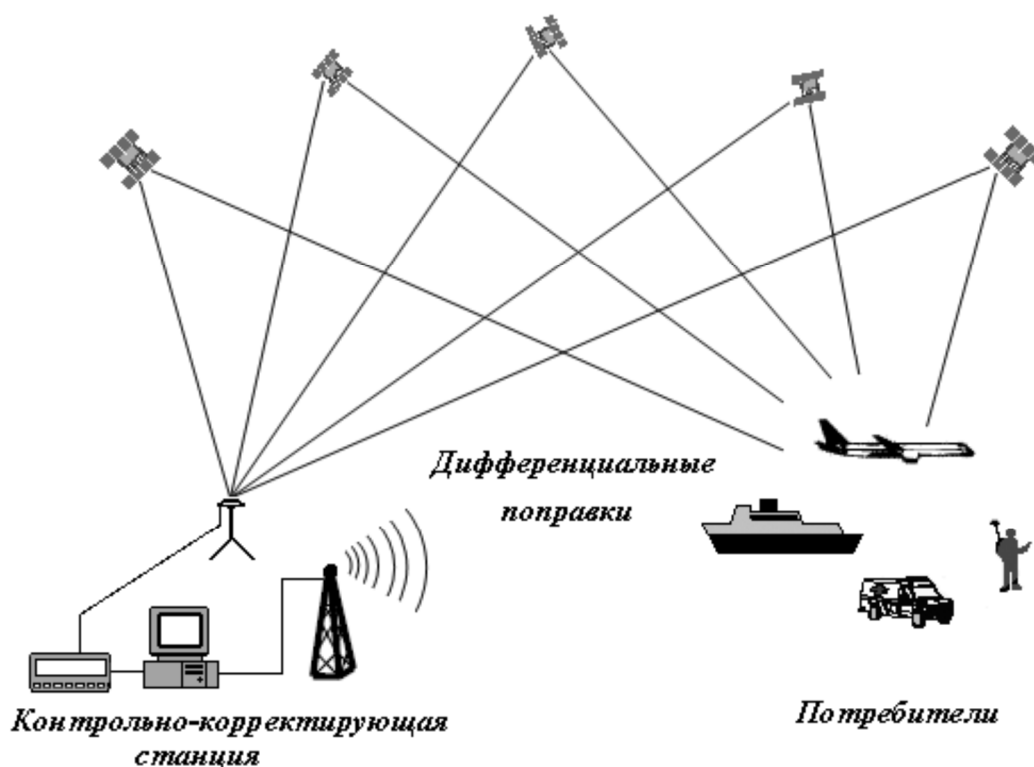 Дифференциальные
поправки
Контрольно-корректирующая
станция
Потребители